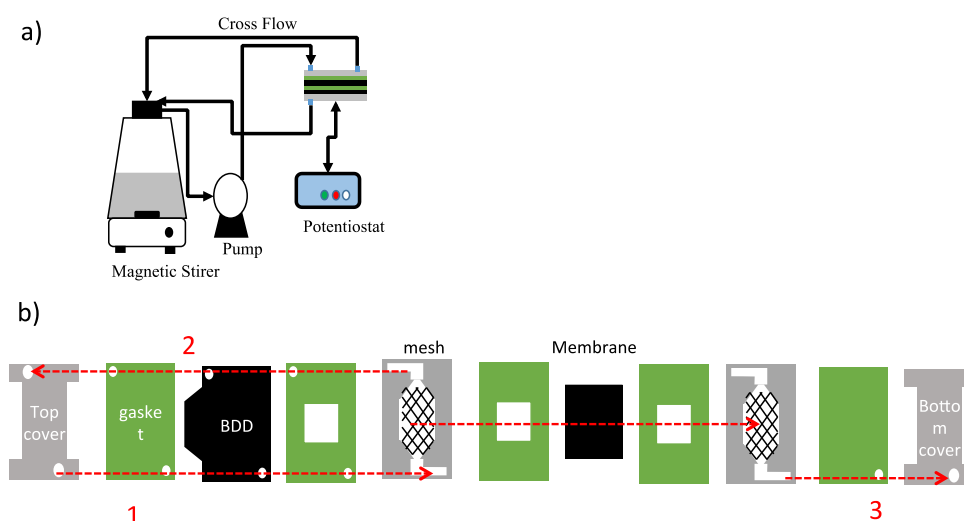 a)
Cross Flow
Potentiostat
Pump
Magnetic Stirer
b)
2
mesh
Membrane
Top
cover
gaske
t
BDD
Botto
m
cover
1
3